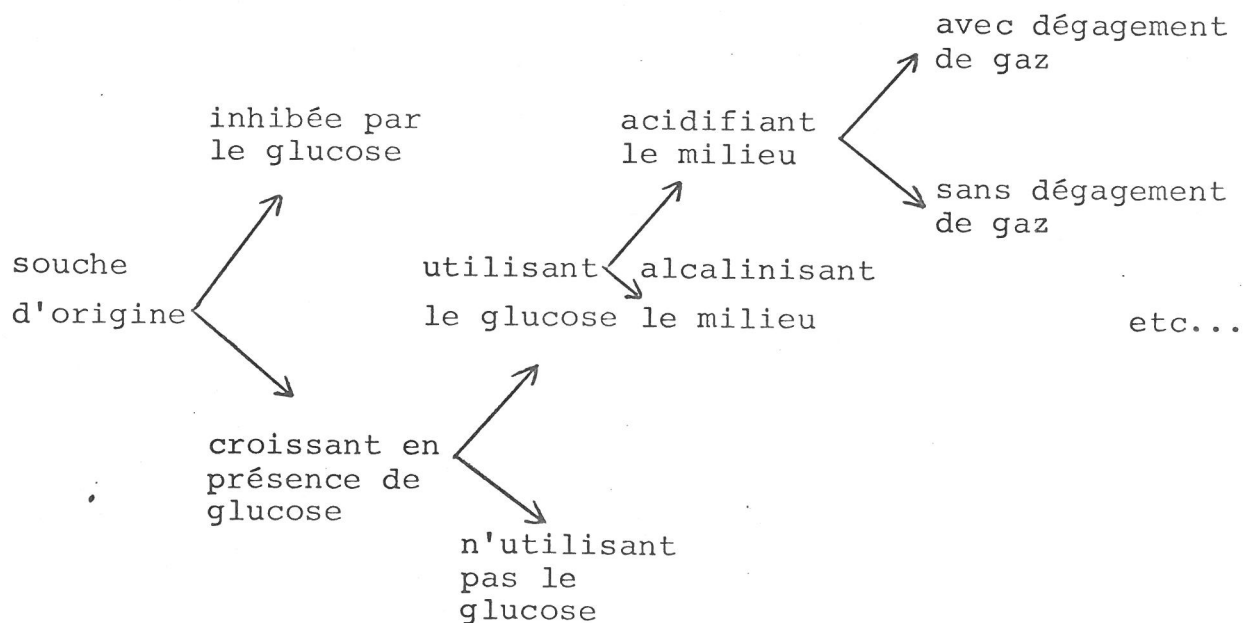 avec dégagement
de gaz
inhibée par
le glucose
acidifiant
le milieu
sans dégagement
de gaz
souche
d'origine
utilisant
le glucose
alcalinisant
le milieu
etc...
croissant en
présence de
glucose
n'utilisant
pas le
glucose